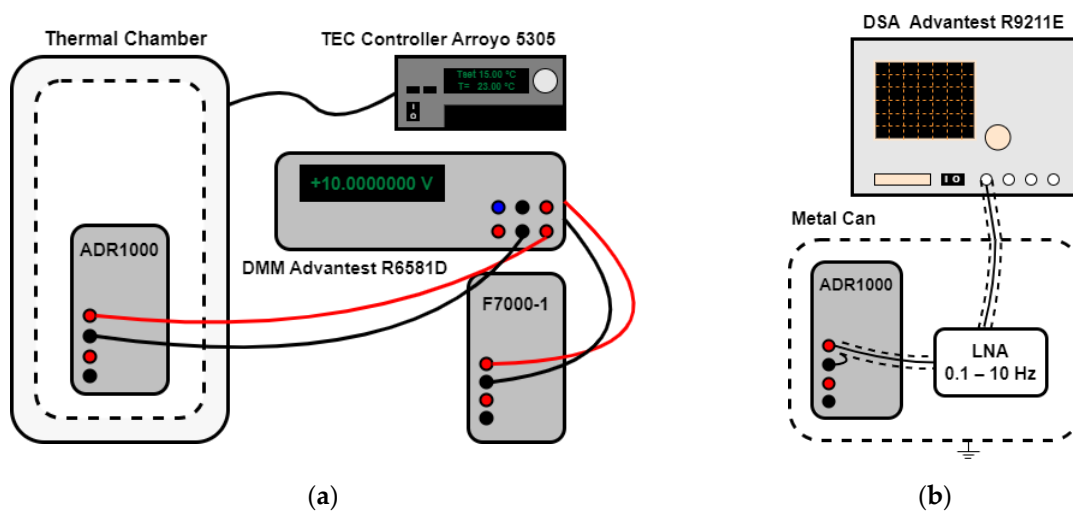 Thermal Chamber
TEC Controller Arroyo 5305
Tset 15.00 °C
T= 23.00 °C
I
O
+10.0000000 V
ADR1000
DMM Advantest R6581D
F7000-1
(a)
DSA Advantest R9211E
I O
Metal Can
ADR1000
LNA
0.1 – 10 Hz
(b)